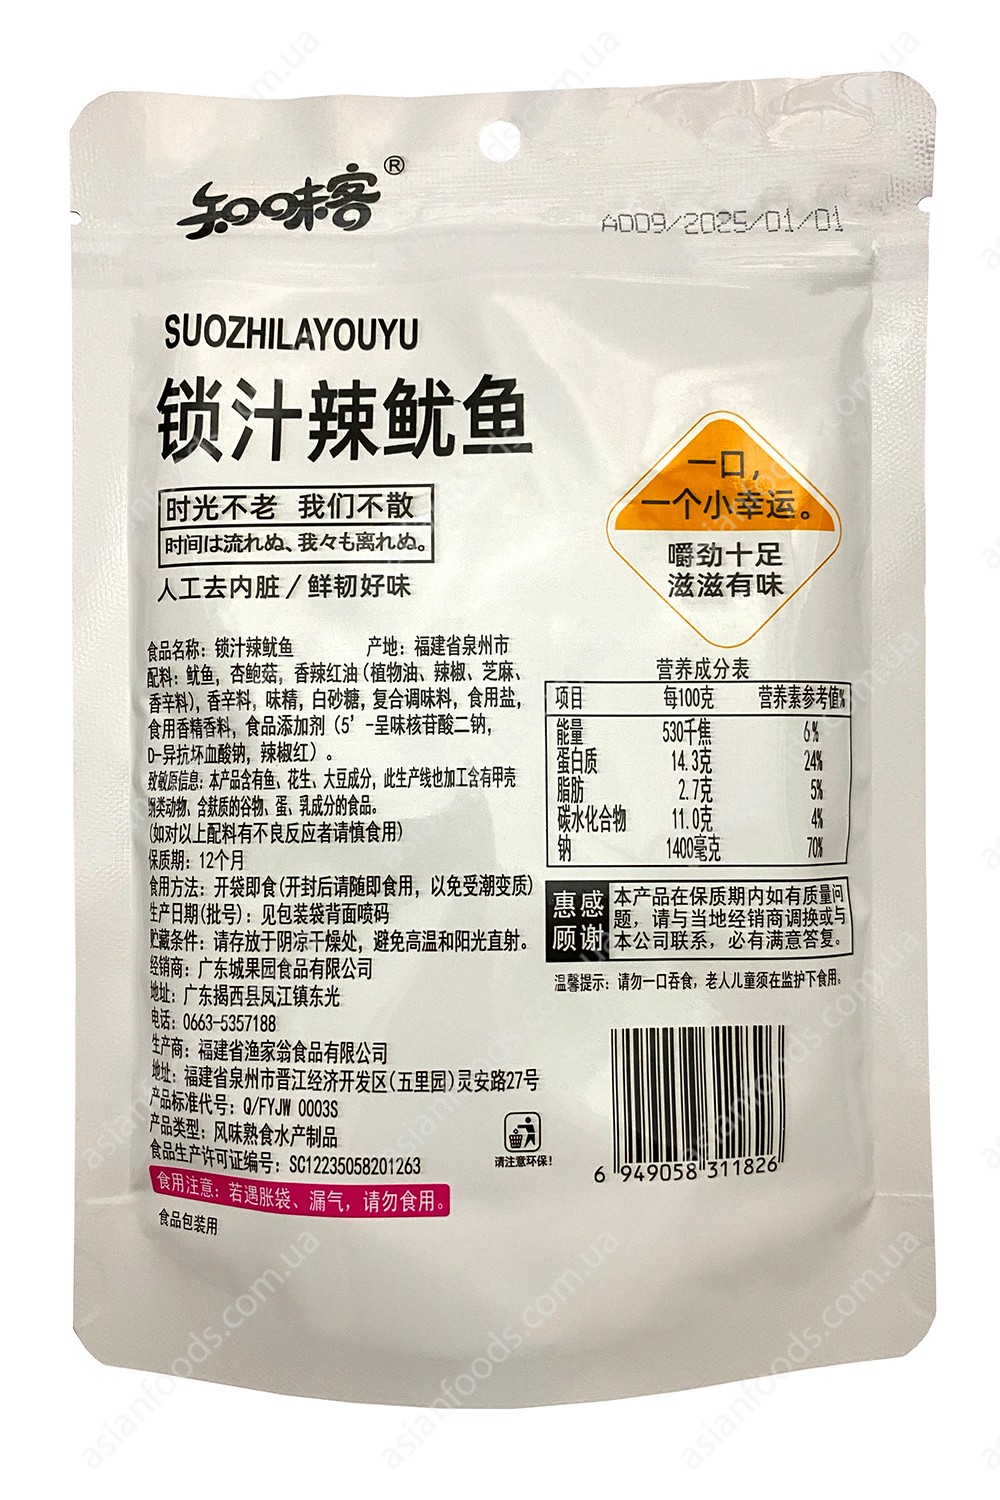 知味客®
A009/2025/01/01
SUOZHILAYOUYU
锁汁辣鱿鱼
时光不老 我们不散
时间は流れぬ、我々も离れぬ。
人工去内脏/鲜韧好味
一口，
一个小幸运。
嚼劲十足
滋滋有味
食品名称：锁汁辣鱿鱼 产地：福建省泉州市
配料：鱿鱼，杏鲍菇，香辣红油(植物油、辣椒、芝麻、
香辛料)，香辛料，味精，白砂糖，复合调味料，食用盐，
食用香精香料，食品添加剂（5'-呈味核苷酸二钠，
D-异抗坏血酸钠，辣椒红）。
致敏原信息：本产品含有鱼、花生、大豆成分，此生产线也加工含有甲壳
纲类动物、含麸质的谷物、蛋、乳成分的食品。
(如对以上配料有不良反应者请慎食用)
保质期：12个月
食用方法：开袋即食(开封后请随即食用，以免受潮变质)
生产日期(批号)：见包装袋背面喷码
贮藏条件：请存放于阴凉干燥处，避免高温和阳光直射。
经销商：广东城果园食品有限公司
地址：广东揭西县凤江镇东光
电话：0663-5357188
生产商：福建省渔家翁食品有限公司
地址：福建省泉州市晋江经济开发区(五里园)灵安路27号
产品标准代号：Q/FYJW 0003S
产品类型：风味熟食水产制品
食品生产许可证编号：SC12235058201263
食用注意：若遇胀袋、漏气，请勿食用。
食品包装用
营养成分表
项目 每100克 营养素参考值%
能量 530千焦 6%
蛋白质 14.3克 24%
脂肪 2.7克 5%
碳水化合物 11.0克 4%
钠 1400毫克 70%
惠感
顾谢
本产品在保质期内如有质量问
题，请与当地经销商调换或与
本公司联系，必有满意答复。
温馨提示：请勿一口吞食，老人儿童须在监护下食用。
请注意环保！
6 949058 311826
asianfoods.com.ua